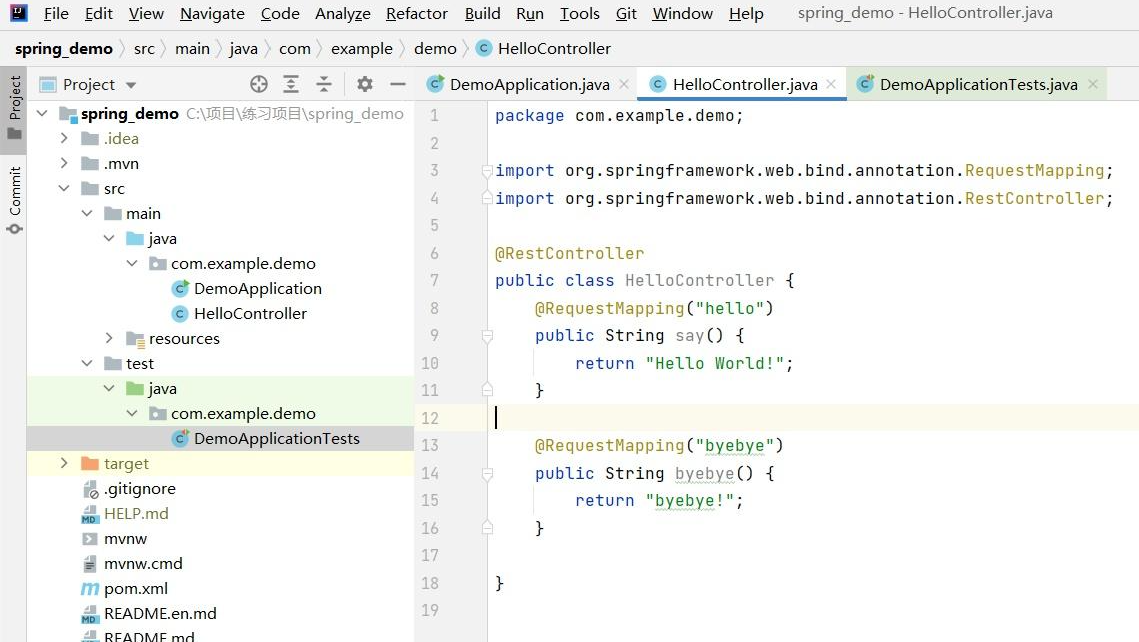 File Edit View Navigate Code Analyze Refactor Build Run Tools Git Window Help spring_demo - HelloController.java
spring_demo src main java com example demo HelloController
Project
Commit
Project
spring_demo C:\项目\练习项目\spring_demo
.idea
.mvn
src
main
java
com.example.demo
DemoApplication
HelloController
resources
test
java
com.example.demo
DemoApplicationTests
target
.gitignore
HELP.md
mvnw
mvnw.cmd
pom.xml
README.en.md
README.md
DemoApplication.java HelloController.java DemoApplicationTests.java
1 package com.example.demo;
2
3 import org.springframework.web.bind.annotation.RequestMapping;
4 import org.springframework.web.bind.annotation.RestController;
5
6 @RestController
7 public class HelloController {
8 @RequestMapping("hello")
9 public String say() {
10 return "Hello World!";
11 }
12
13 @RequestMapping("byebye")
14 public String byebye() {
15 return "byebye!";
16 }
17
18 }
19